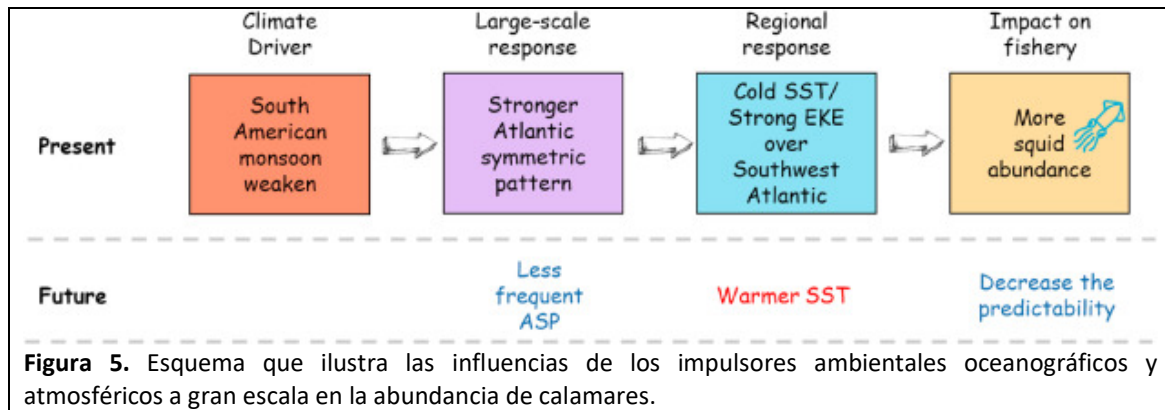 Climate
Driver
Large-scale
response
Regional
response
Impact on
fishery
Present
South
American
monsoon
weaken
Stronger
Atlantic
symmetric
pattern
Cold SST/
Strong EKE
over
Southwest
Atlantic
More
squid
abundance
Future
Less
frequent
ASP
Warmer SST
Decrease the
predictability
Figura 5. Esquema que ilustra las influencias de los impulsores ambientales oceanográficos y
atmosféricos a gran escala en la abundancia de calamares.